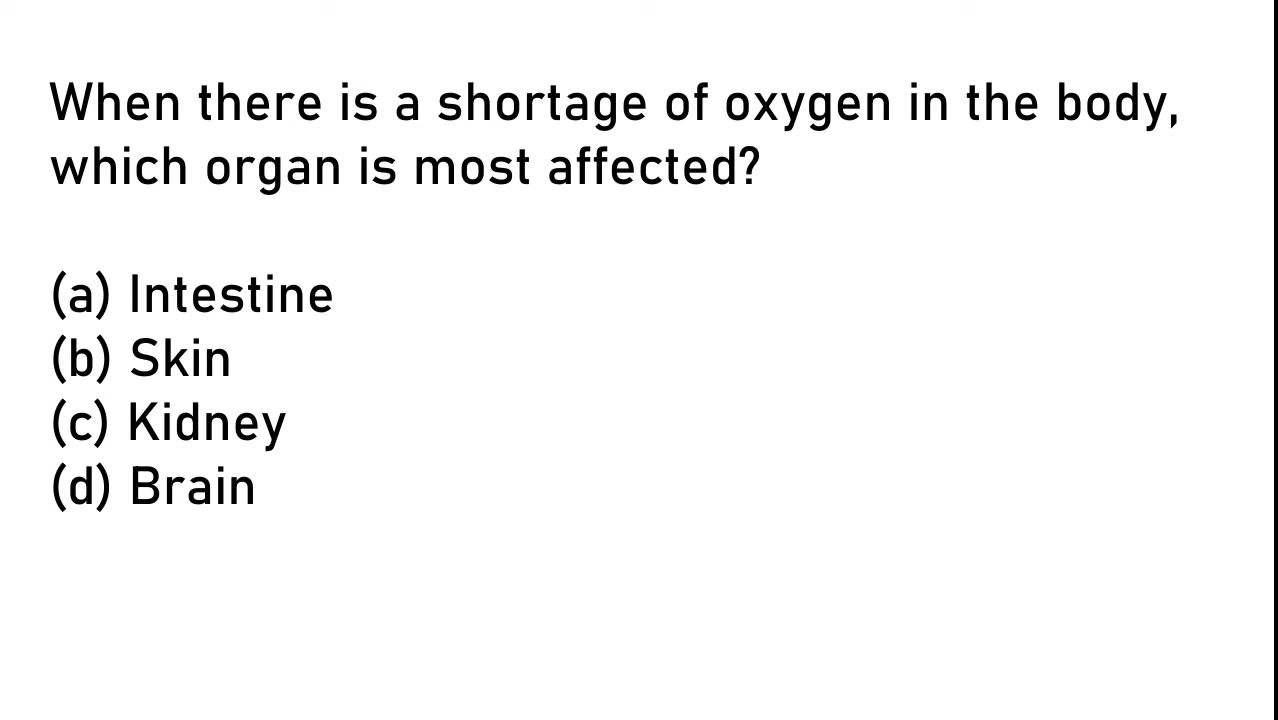 When there is a shortage of oxygen in the body,
which organ is most affected?
(a) Intestine
(b) Skin
(c) Kidney
(d) Brain